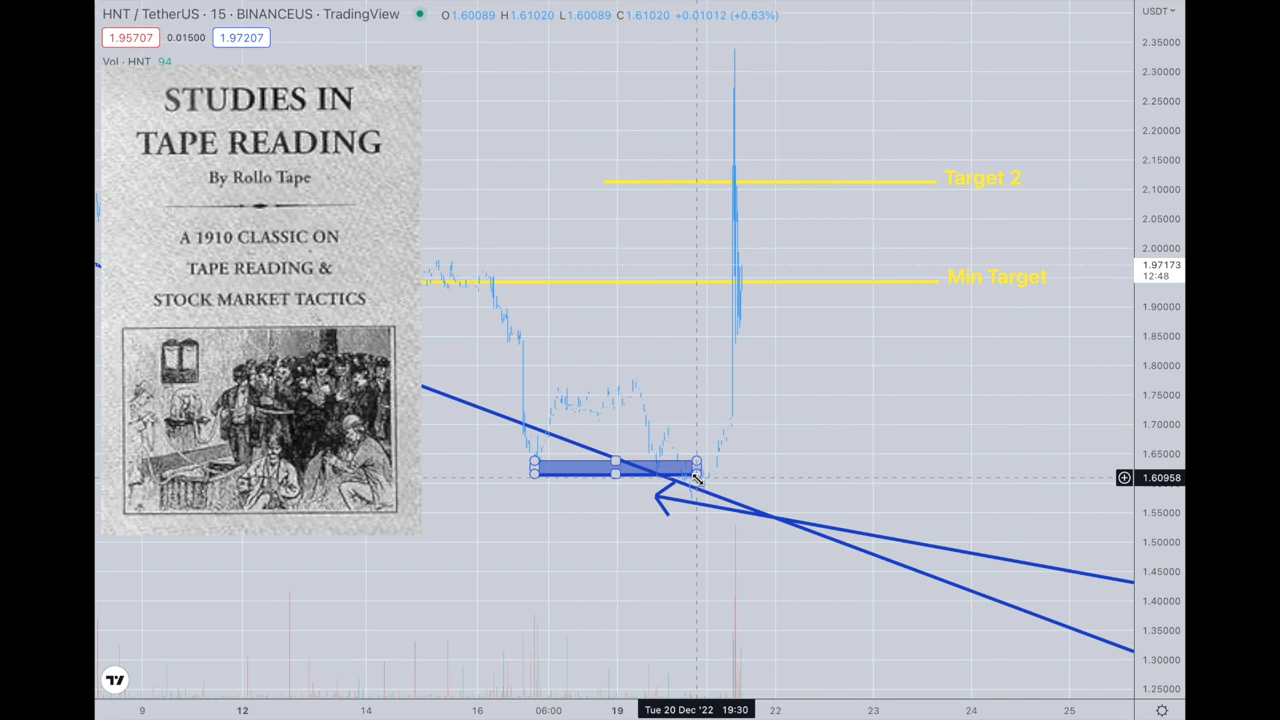 HNT / TetherUS · 15 · BINANCEUS · TradingView
O1.60089 H1.61020 L1.60089 C1.61020 +0.01012 (+0.63%)
USDT
1.95707 0.01500 1.97207
Vol · HNT 94
STUDIES IN
TAPE READING
By Rollo Tape
A 1910 CLASSIC ON
TAPE READING &
STOCK MARKET TACTICS
Target 2
Min Target
2.35000
2.30000
2.25000
2.20000
2.15000
2.10000
2.05000
2.00000
1.97173
12:48
1.90000
1.85000
1.80000
1.75000
1.70000
1.65000
1.60958
1.55000
1.50000
1.45000
1.40000
1.35000
1.30000
1.25000
9 12 14 16 06:00 19 Tue 20 Dec '22 19:30 22 23 24 25